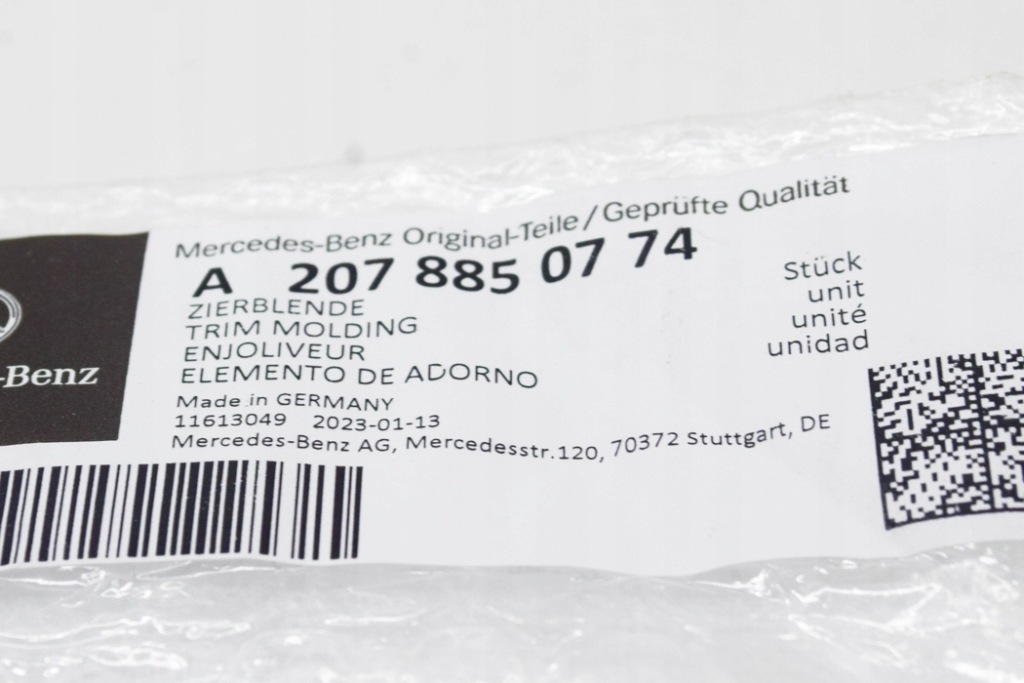 Mercedes-Benz Original-Teile/Geprüfte Qualität
A 207 885 07 74
ZIERBLENDE
TRIM MOLDING
ENJOLIVEUR
ELEMENTO DE ADORNO
Stück
unit
unité
unidad
Made in GERMANY
11613049 2023-01-13
Mercedes-Benz AG, Mercedesstr.120, 70372 Stuttgart, DE
-Benz